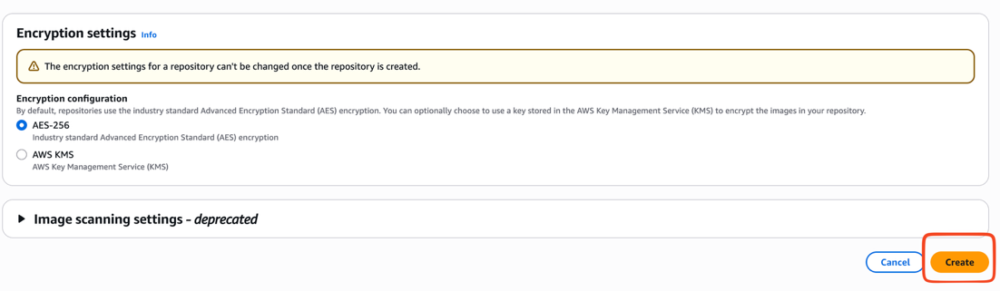 Encryption settings Info
The encryption settings for a repository can't be changed once the repository is created.
Encryption configuration
By default, repositories use the industry standard Advanced Encryption Standard (AES) encryption. You can optionally choose to use a key stored in the AWS Key Management Service (KMS) to encrypt the images in your repository.
AES-256
Industry standard Advanced Encryption Standard (AES) encryption
AWS KMS
AWS Key Management Service (KMS)
Image scanning settings - deprecated
Cancel Create